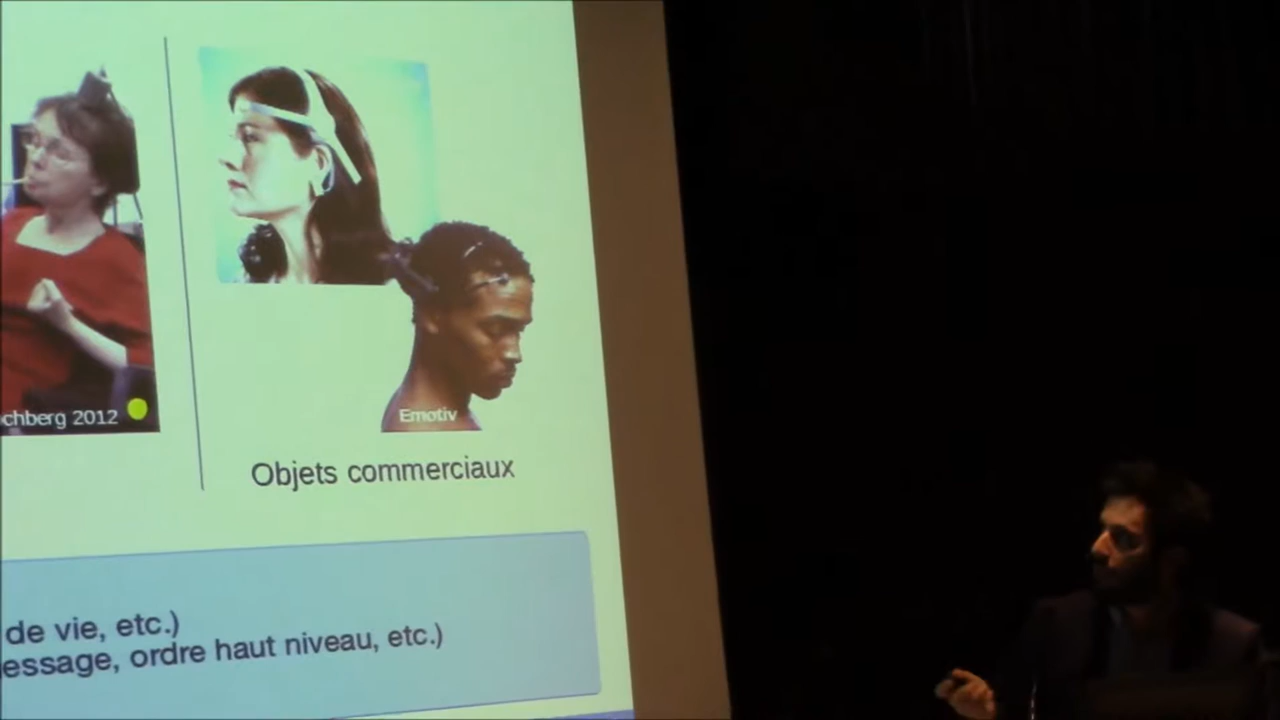 chberg 2012
Emotiv
Objets commerciaux
de vie, etc.)
essage, ordre haut niveau, etc.)